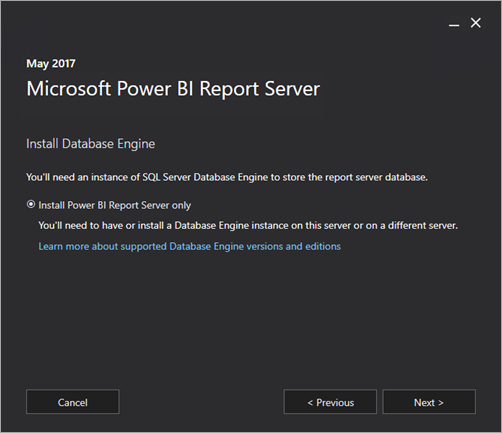 May 2017
Microsoft Power BI Report Server
Install Database Engine
You'll need an instance of SQL Server Database Engine to store the report server database.
Install Power BI Report Server only
You'll need to have or install a Database Engine instance on this server or on a different server.
Learn more about supported Database Engine versions and editions
Cancel
< Previous
Next >